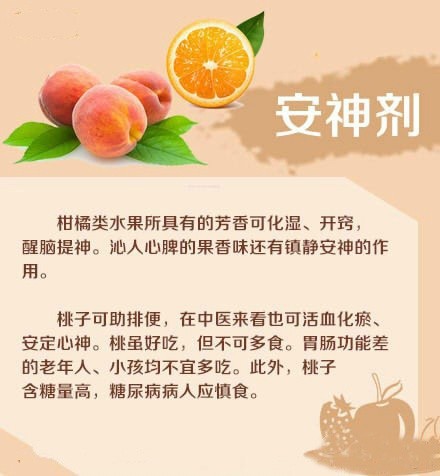 安神剂
柑橘类水果所具有的芳香可化湿、开窍，
醒脑提神。沁人心脾的果香味还有镇静安神的作
用。
桃子可助排便，在中医来看也可活血化瘀、
安定心神。桃虽好吃，但不可多食。胃肠功能差
的老年人、小孩均不宜多吃。此外，桃子
含糖量高，糖尿病病人应慎食。